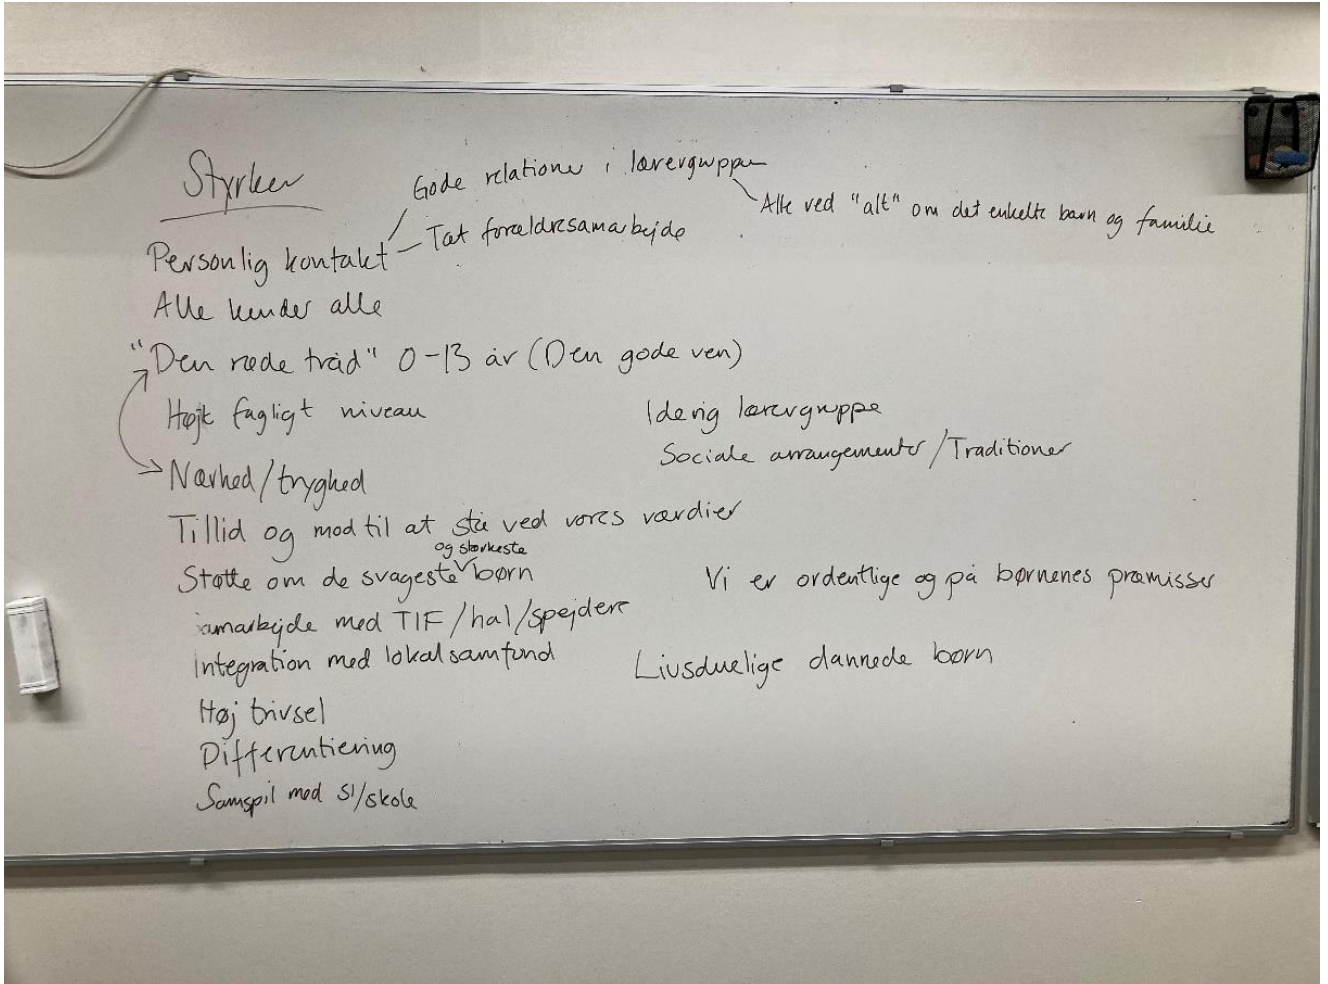 Styrker
Gode relationer i lærergruppen
Alle ved "alt" om det enkelte barn og familie
Tæt forældresamarbejde
Personlig kontakt
Alle kender alle
"Den røde tråd" 0-13 år (Den gode ven)
Højt fagligt niveau
Iderig lærergruppe
Sociale arrangementer/Traditioner
Nærhed/tryghed
Tillid og mod til at stå ved vores værdier
og stærkeste
Støtte om de svageste børn
Vi er ordentlige og på børnenes præmisser
samarbejde med TIF/hal/spejdere
Integration med lokalsamfund
Livsduelige dannede børn
Høj trivsel
Differentiering
Samspil med /skole